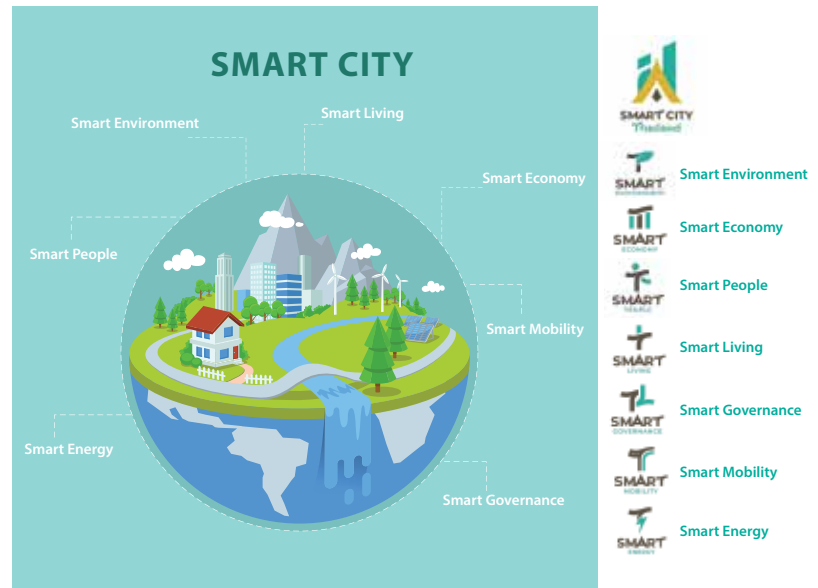 SMART CITY
Smart Living
Smart Environment
Smart Economy
Smart People
Smart Mobility
Smart Energy
Smart Governance
SMART CITY
Thailand
SMART
ENVIRONMENT
Smart Environment
SMART
ECONOMY
Smart Economy
SMART
PEOPLE
Smart People
SMART
LIVING
Smart Living
SMART
GOVERNANCE
Smart Governance
SMART
MOBILITY
Smart Mobility
SMART
ENERGY
Smart Energy